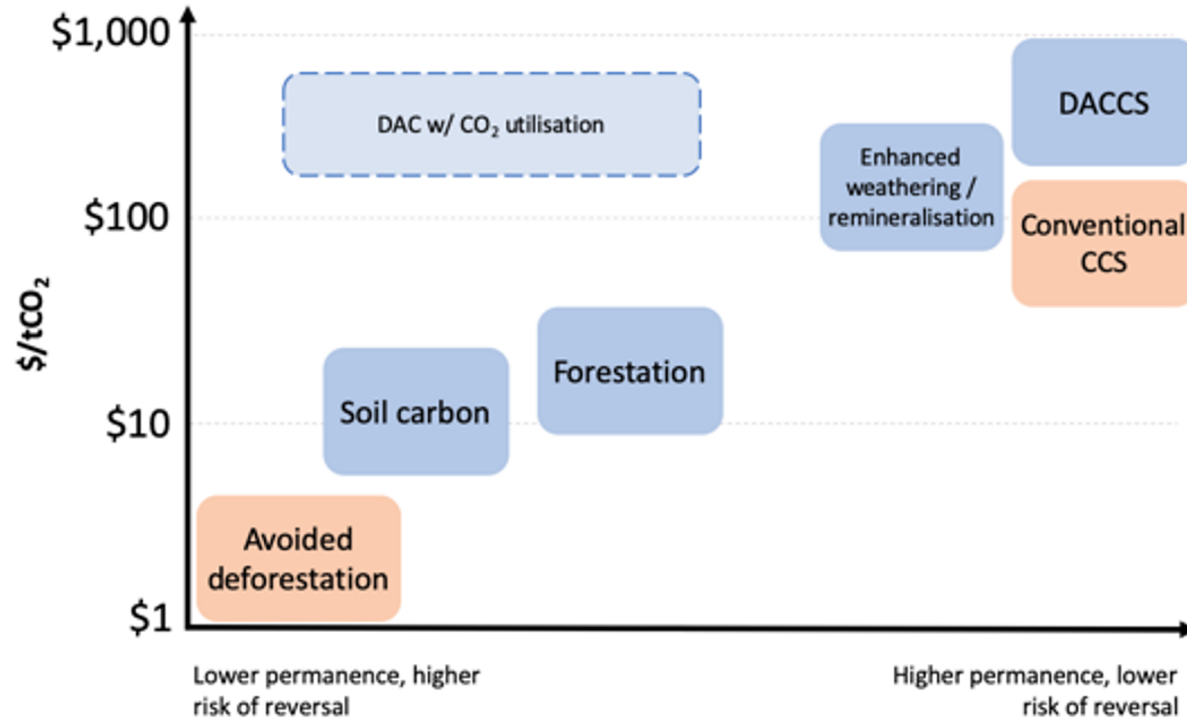 $1,000
DACCS
DAC w/ CO₂ utilisation
Enhanced
weathering /
remineralisation
$100
Conventional
CCS
$/tCO₂
Forestation
Soil carbon
$10
Avoided
deforestation
$1
Lower permanence, higher
risk of reversal
Higher permanence, lower
risk of reversal